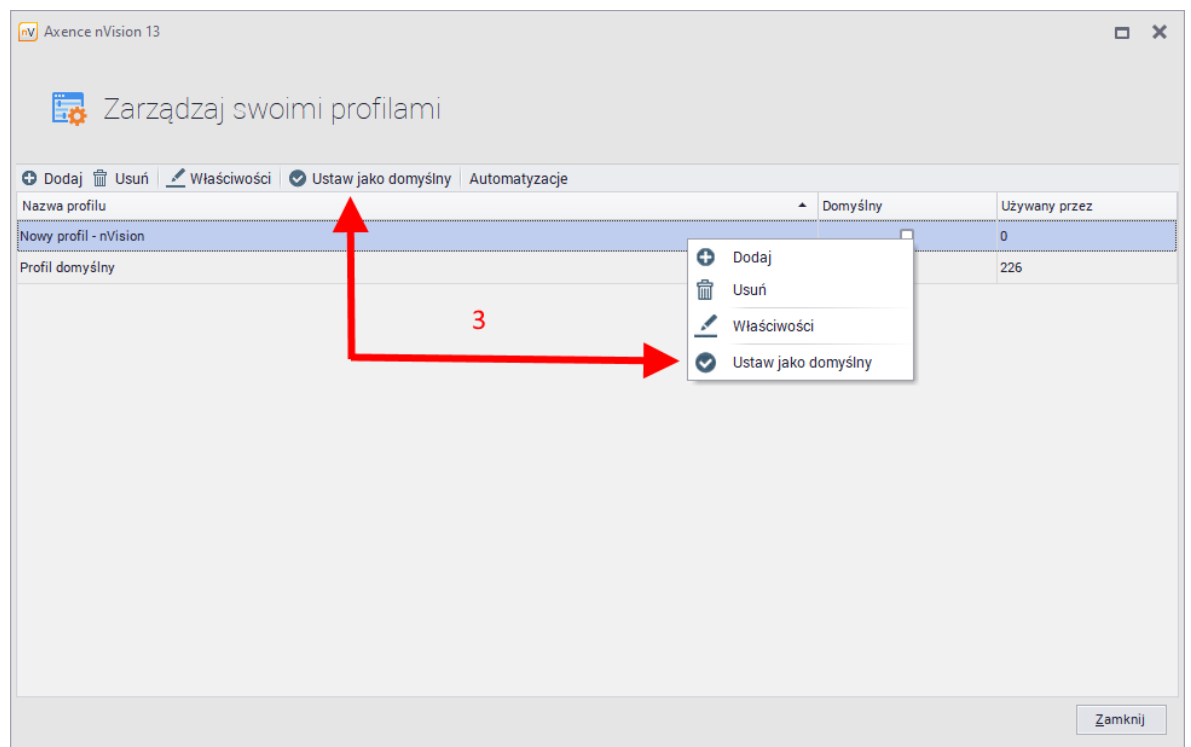 nV Axence nVision 13
Zarządzaj swoimi profilami
Dodaj Usuń Właściwości Ustaw jako domyślny Automatyzacje
Nazwa profilu Domyślny Używany przez
Nowy profil - nVision 0
Profil domyślny 226
Dodaj
Usuń
3
Właściwości
Ustaw jako domyślny
Zamknij